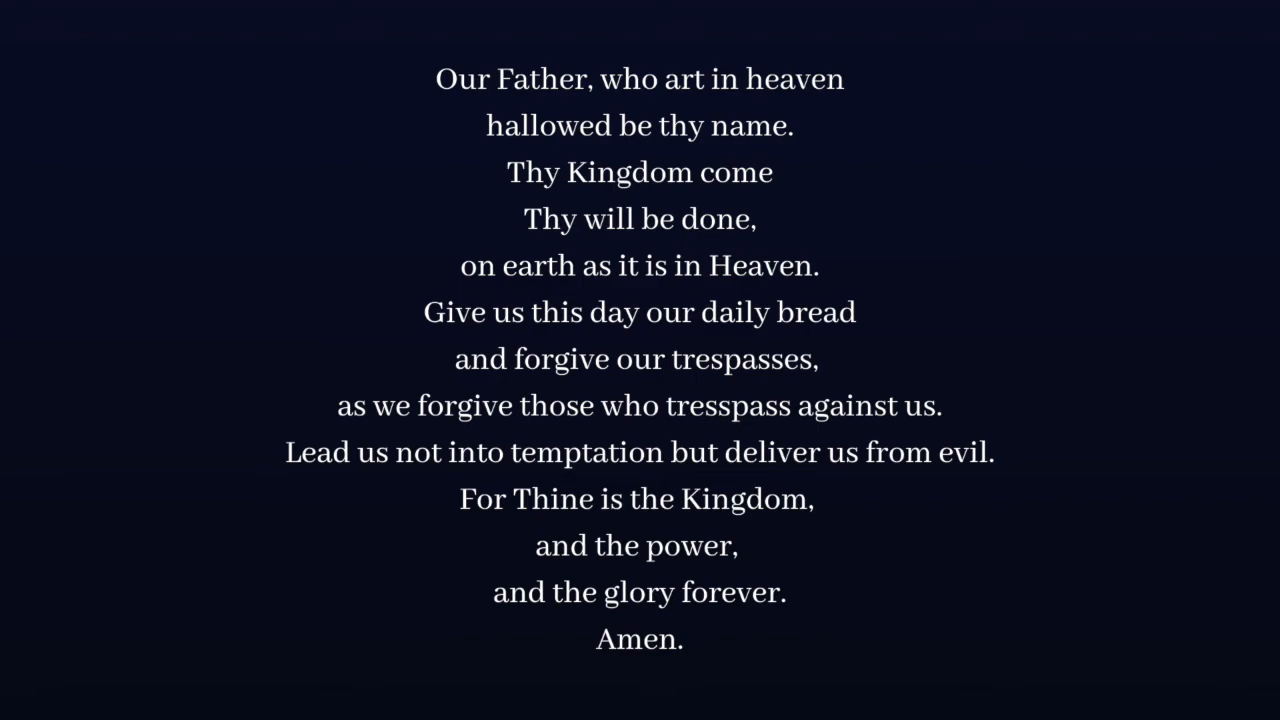 Our Father, who art in heaven
hallowed be thy name.
Thy Kingdom come
Thy will be done,
on earth as it is in Heaven.
Give us this day our daily bread
and forgive our trespasses,
as we forgive those who tresspass against us.
Lead us not into temptation but deliver us from evil.
For Thine is the Kingdom,
and the power,
and the glory forever.
Amen.